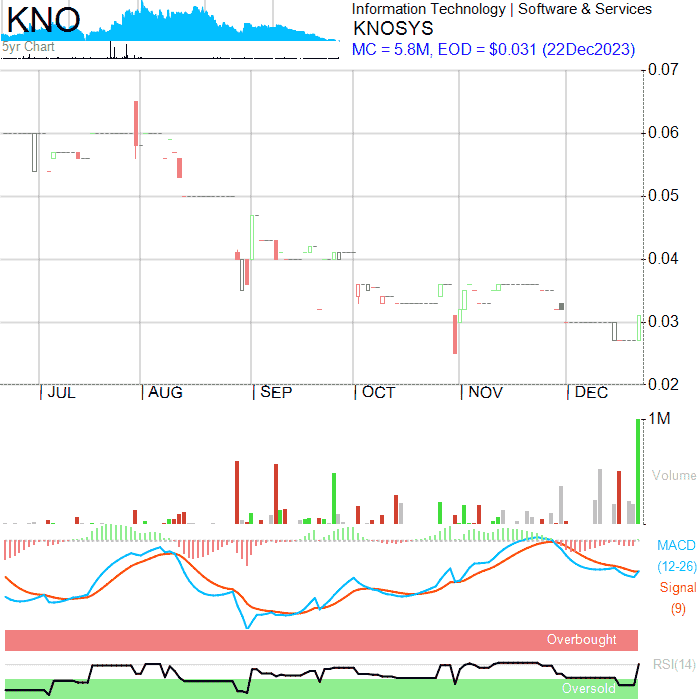 KNO
5yr Chart
Information Technology | Software & Services
KNOSYS
MC = 5.8M, EOD = $0.031 (22Dec2023)
0.07
0.06
0.05
0.04
0.03
0.02
JUL AUG SEP OCT NOV DEC
1M
Volume
MACD
(12-26)
Signal
(9)
Overbought
RSI(14)
Oversold